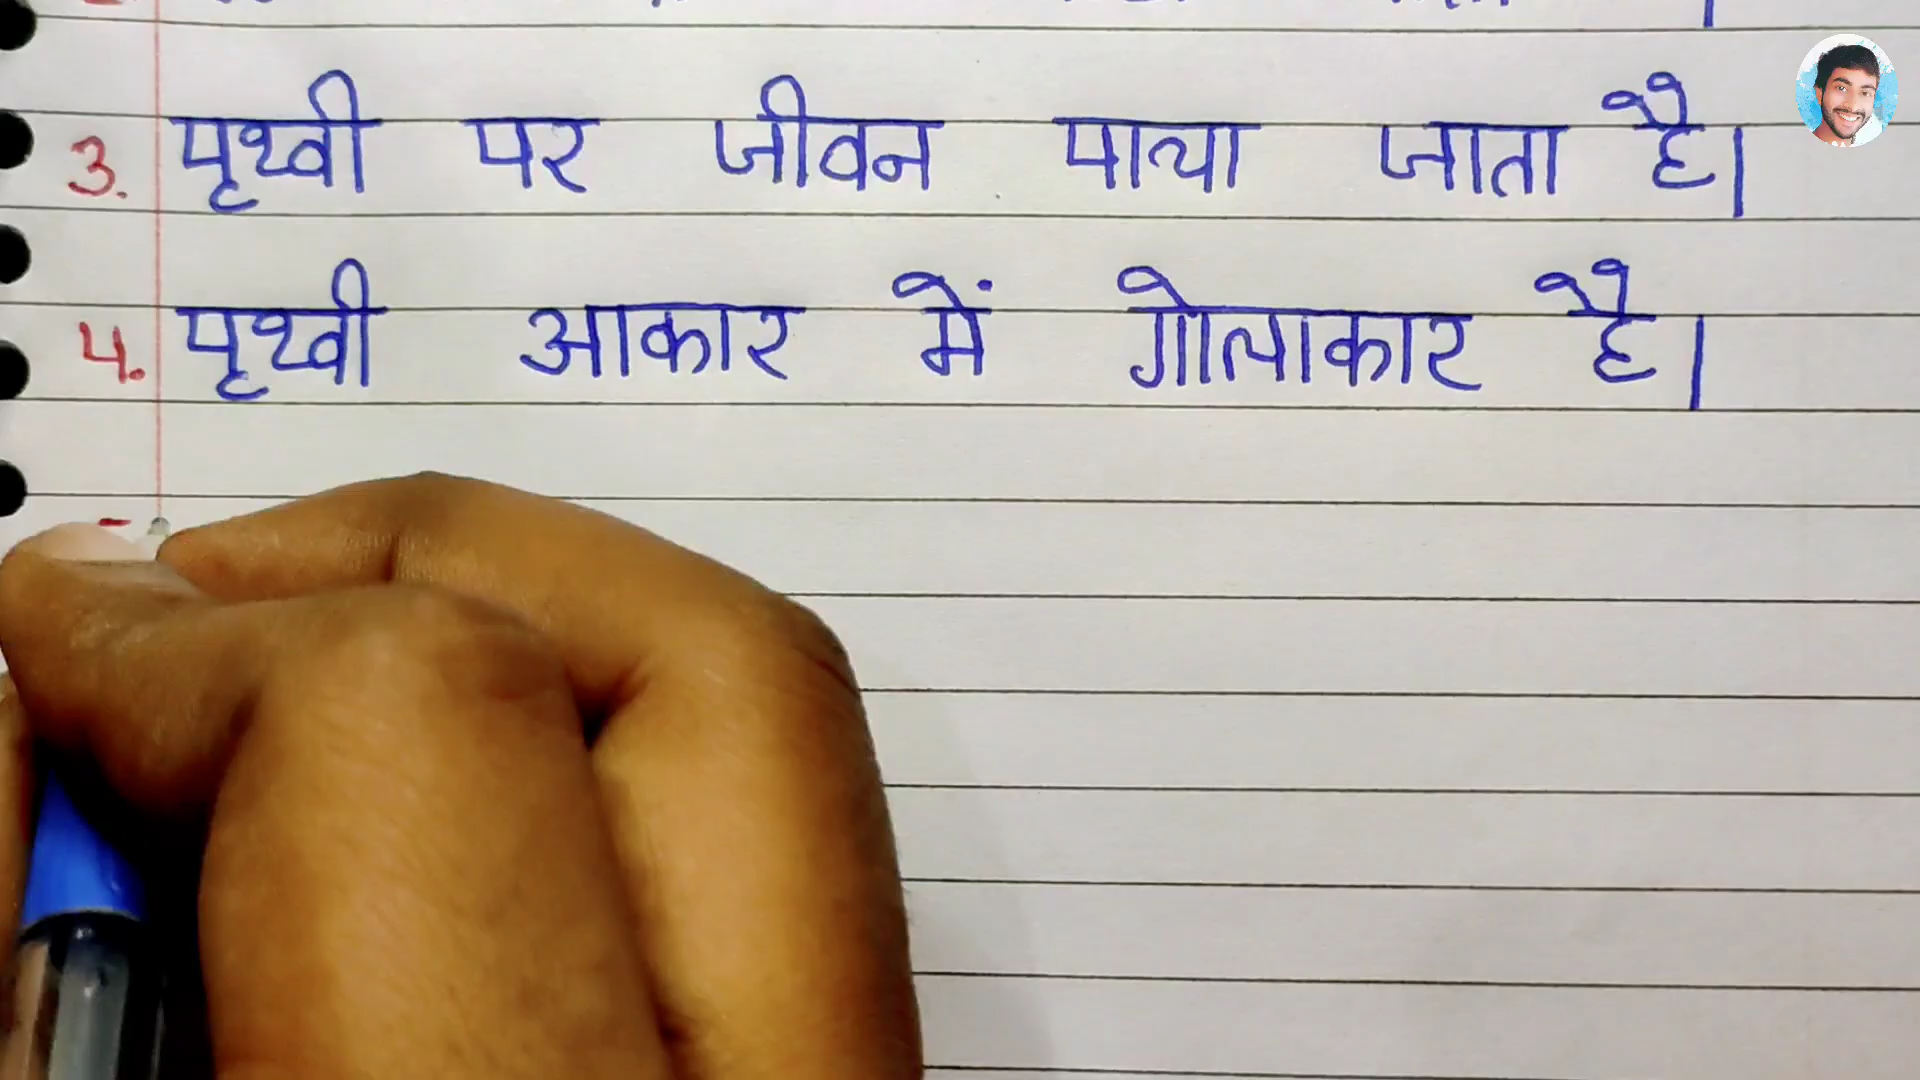 3. पृथ्वी पर जीवन पाया जाता है।
4. पृथ्वी आकार में गोलाकार है।